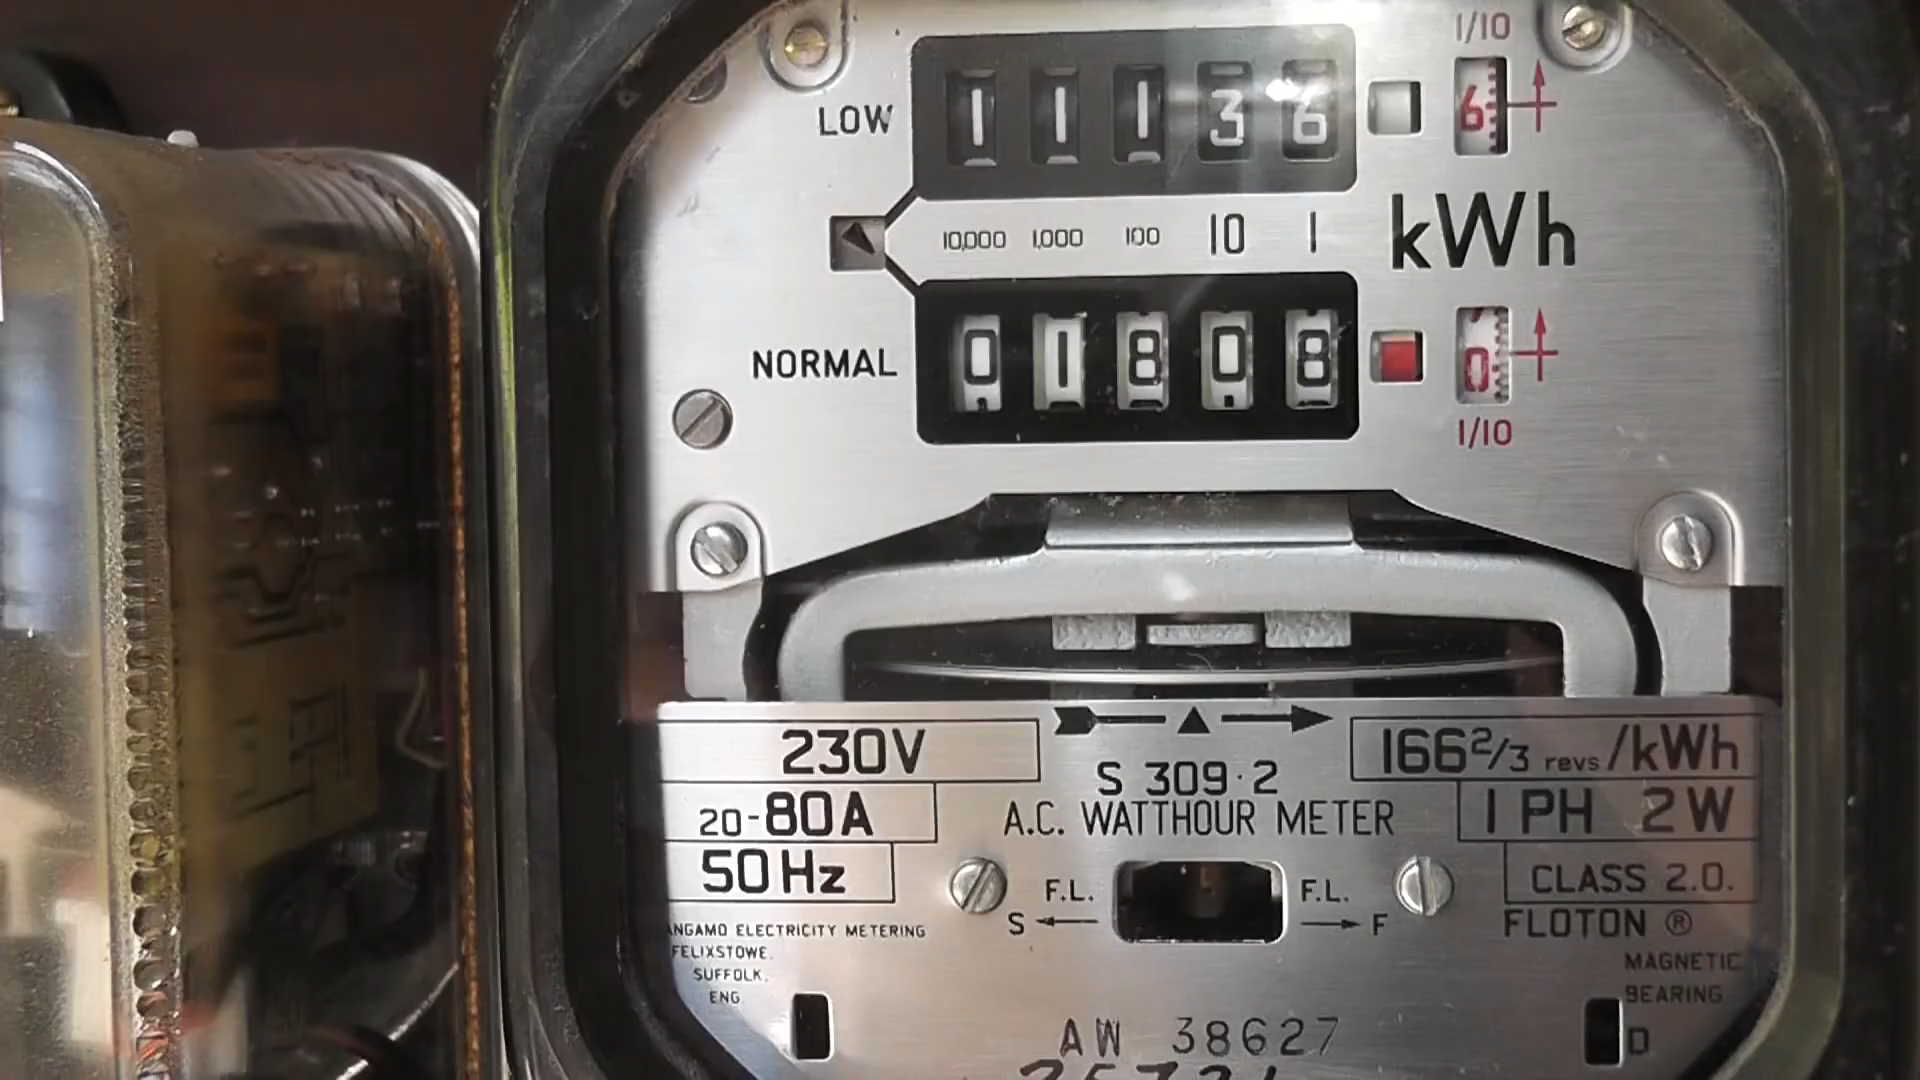 1/10
LOW 1 1 1 3 6 6
10,000 1,000 100 10 1 kWh
NORMAL 0 1 8 0 8 0
1/10
230V
166 2/3 revs/kWh
S 309·2
20-80A
A.C. WATTHOUR METER
1 PH 2W
50Hz
CLASS 2.0.
F.L. F.L.
S F
FLOTON ®
NGAMO ELECTRICITY METERING
FELIXSTOWE.
SUFFOLK.
ENG.
MAGNETIC
BEARING
D
AW 38627